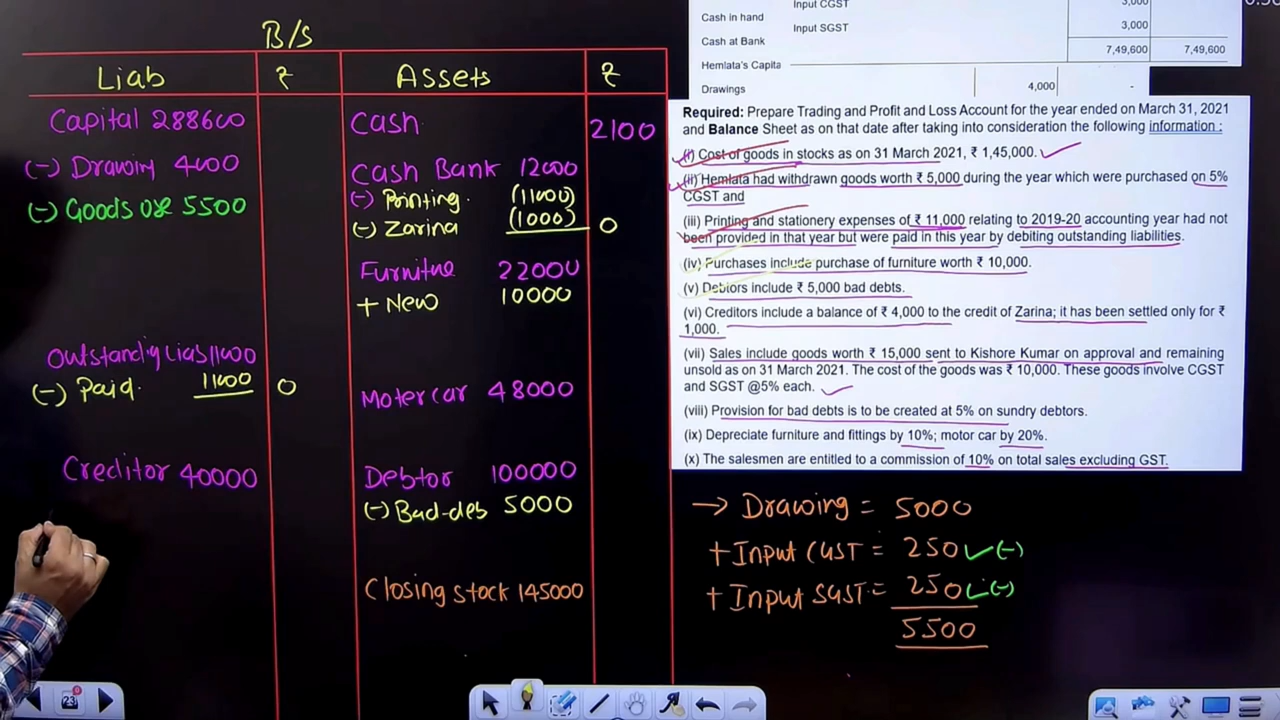 B/S
Liab ₹ Assets ₹
Capital 288600
(-) Drawing 4000
(-) Goods use 5500
Outstandig Liab 11000
(-) Paid. 11000 0
Creditor 40000
Cash 2100
Cash Bank 12000
(-) Printing. (11000)
(-) Zarina (1000) 0
Furnitue 22000
+ New 10000
Moter car 48000
Debtor 100000
(-) Bad-deb 5000
Closing stock 145000
Input CGST 3,000
Cash in hand
Input SGST 3,000
Cash at Bank
7,49,600 7,49,600
Hemlata's Capita
Drawings 4,000 -
Required: Prepare Trading and Profit and Loss Account for the year ended on March 31, 2021
and Balance Sheet as on that date after taking into consideration the following information :
(i) Cost of goods in stocks as on 31 March 2021, ₹ 1,45,000.
(ii) Hemlata had withdrawn goods worth ₹ 5,000 during the year which were purchased on 5%
CGST and
(iii) Printing and stationery expenses of ₹ 11,000 relating to 2019-20 accounting year had not
been provided in that year but were paid in this year by debiting outstanding liabilities.
(iv) Purchases include purchase of furniture worth ₹ 10,000.
(v) Debtors include ₹ 5,000 bad debts.
(vi) Creditors include a balance of ₹ 4,000 to the credit of Zarina; it has been settled only for ₹
1,000.
(vii) Sales include goods worth ₹ 15,000 sent to Kishore Kumar on approval and remaining
unsold as on 31 March 2021. The cost of the goods was ₹ 10,000. These goods involve CGST
and SGST @5% each.
(viii) Provision for bad debts is to be created at 5% on sundry debtors.
(ix) Depreciate furniture and fittings by 10%; motor car by 20%.
(x) The salesmen are entitled to a commission of 10% on total sales excluding GST.
→ Drawing = 5000
+ Input CGST = 250 (-)
+ Input SGST = 250 (-)
5500
23